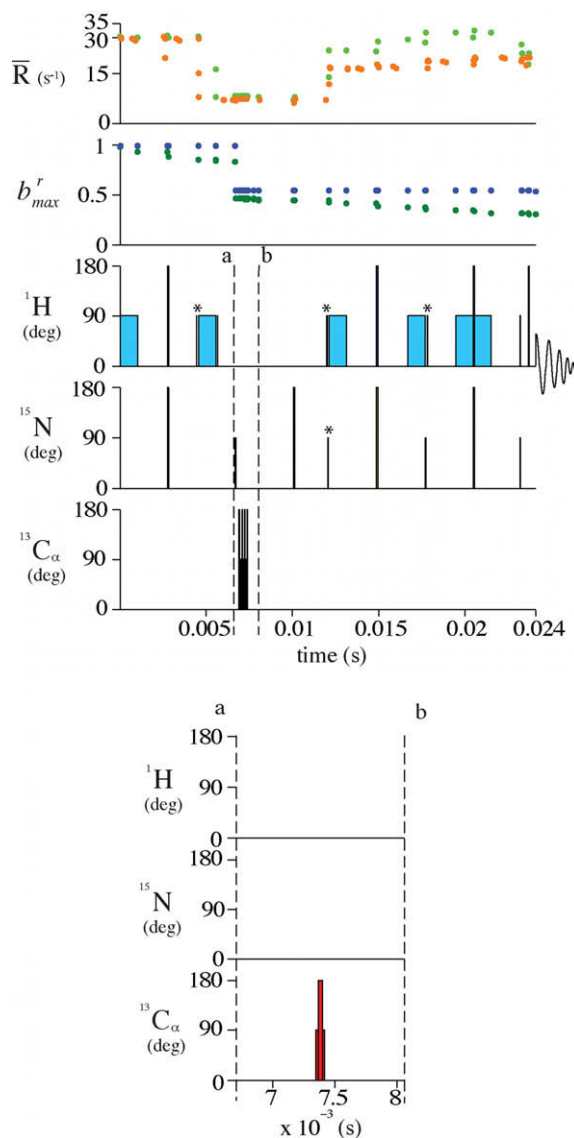 35
30
R̅ (s⁻¹)
15
0
1
bʳmax
0.5
0
a b
180
¹H
90
(deg)
0
* * *
180
¹⁵N
90
(deg)
0
*
180
¹³Cα
90
(deg)
0
0.005 0.01 0.015 0.02 0.024
time (s)
a b
180
¹H
90
(deg)
0
180
¹⁵N
90
(deg)
0
180
¹³Cα
90
(deg)
0
7 7.5 8
x 10⁻³ (s)